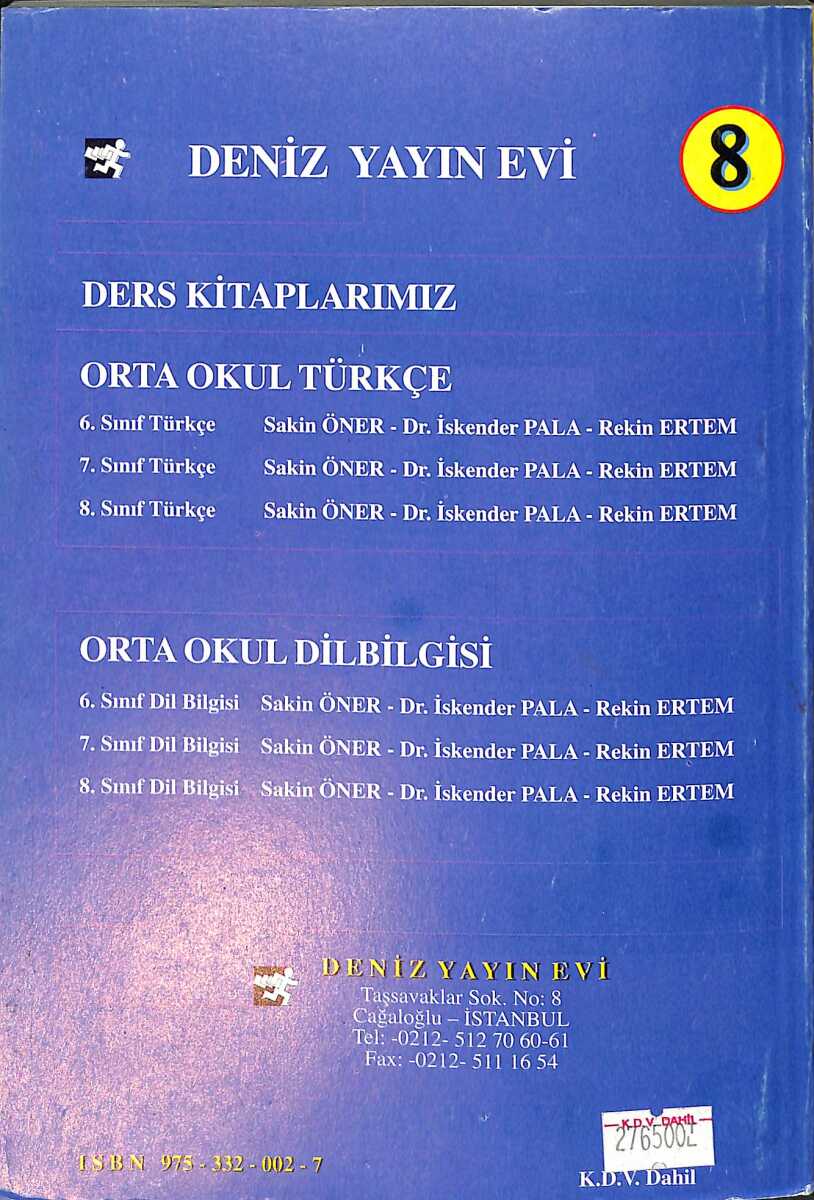 DENİZ YAYIN EVİ
8
DERS KİTAPLARIMIZ
ORTA OKUL TÜRKÇE
6. Sınıf Türkçe Sakin ÖNER - Dr. İskender PALA - Rekin ERTEM
7. Sınıf Türkçe Sakin ÖNER - Dr. İskender PALA - Rekin ERTEM
8. Sınıf Türkçe Sakin ÖNER - Dr. İskender PALA - Rekin ERTEM
ORTA OKUL DİLBİLGİSİ
6. Sınıf Dil Bilgisi Sakin ÖNER - Dr. İskender PALA - Rekin ERTEM
7. Sınıf Dil Bilgisi Sakin ÖNER - Dr. İskender PALA - Rekin ERTEM
8. Sınıf Dil Bilgisi Sakin ÖNER - Dr. İskender PALA - Rekin ERTEM
DENİZ YAYIN EVİ
Taşsavaklar Sok. No: 8
Cağaloğlu – İSTANBUL
Tel: -0212- 512 70 60-61
Fax: -0212- 511 16 54
K.D.V. DAHİL
ISBN 975 - 332 - 002 - 7
K.D.V. Dahil